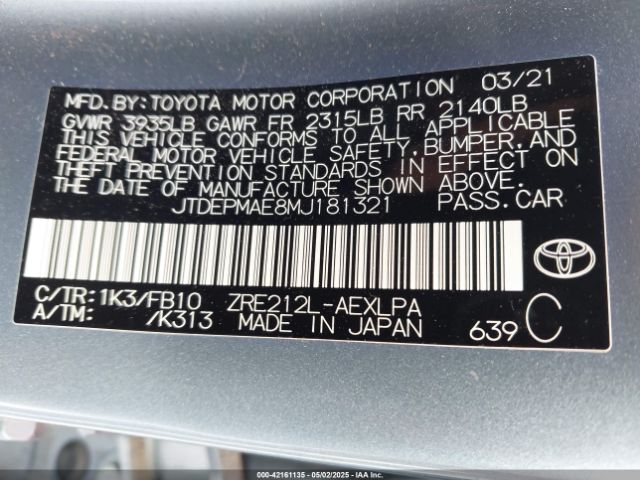 MFD.BY:TOYOTA MOTOR CORPORATION 03/21
GVWR 3935LB GAWR FR 2315LB RR 2140LB
THIS VEHICLE CONFORMS TO ALL APPLICABLE
FEDERAL MOTOR VEHICLE SAFETY,BUMPER,AND
THEFT PREVENTION STANDARDS IN EFFECT ON
THE DATE OF MANUFACTURE SHOWN ABOVE.
JTDEPMAE8MJ181321 PASS.CAR
C/TR:1K3/FB10 ZRE212L-AEXLPA
A/TM: /K313 MADE IN JAPAN 639 C
000-42161135 - 05/02/2025 - IAAI.COM